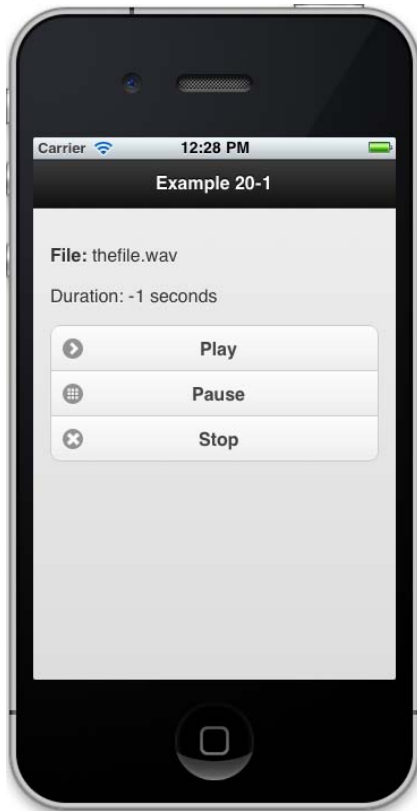 Carrier 12:28 PM
Example 20-1
File: thefile.wav
Duration: -1 seconds
Play
Pause
Stop